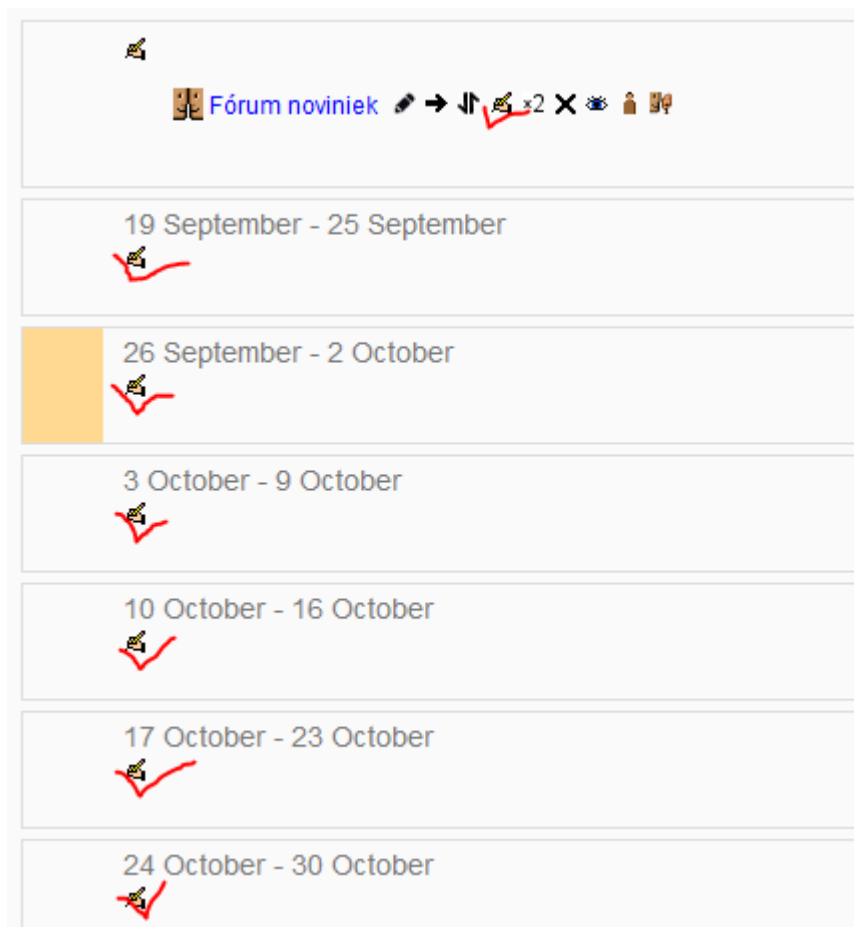 Fórum noviniek x2
19 September - 25 September
26 September - 2 October
3 October - 9 October
10 October - 16 October
17 October - 23 October
24 October - 30 October